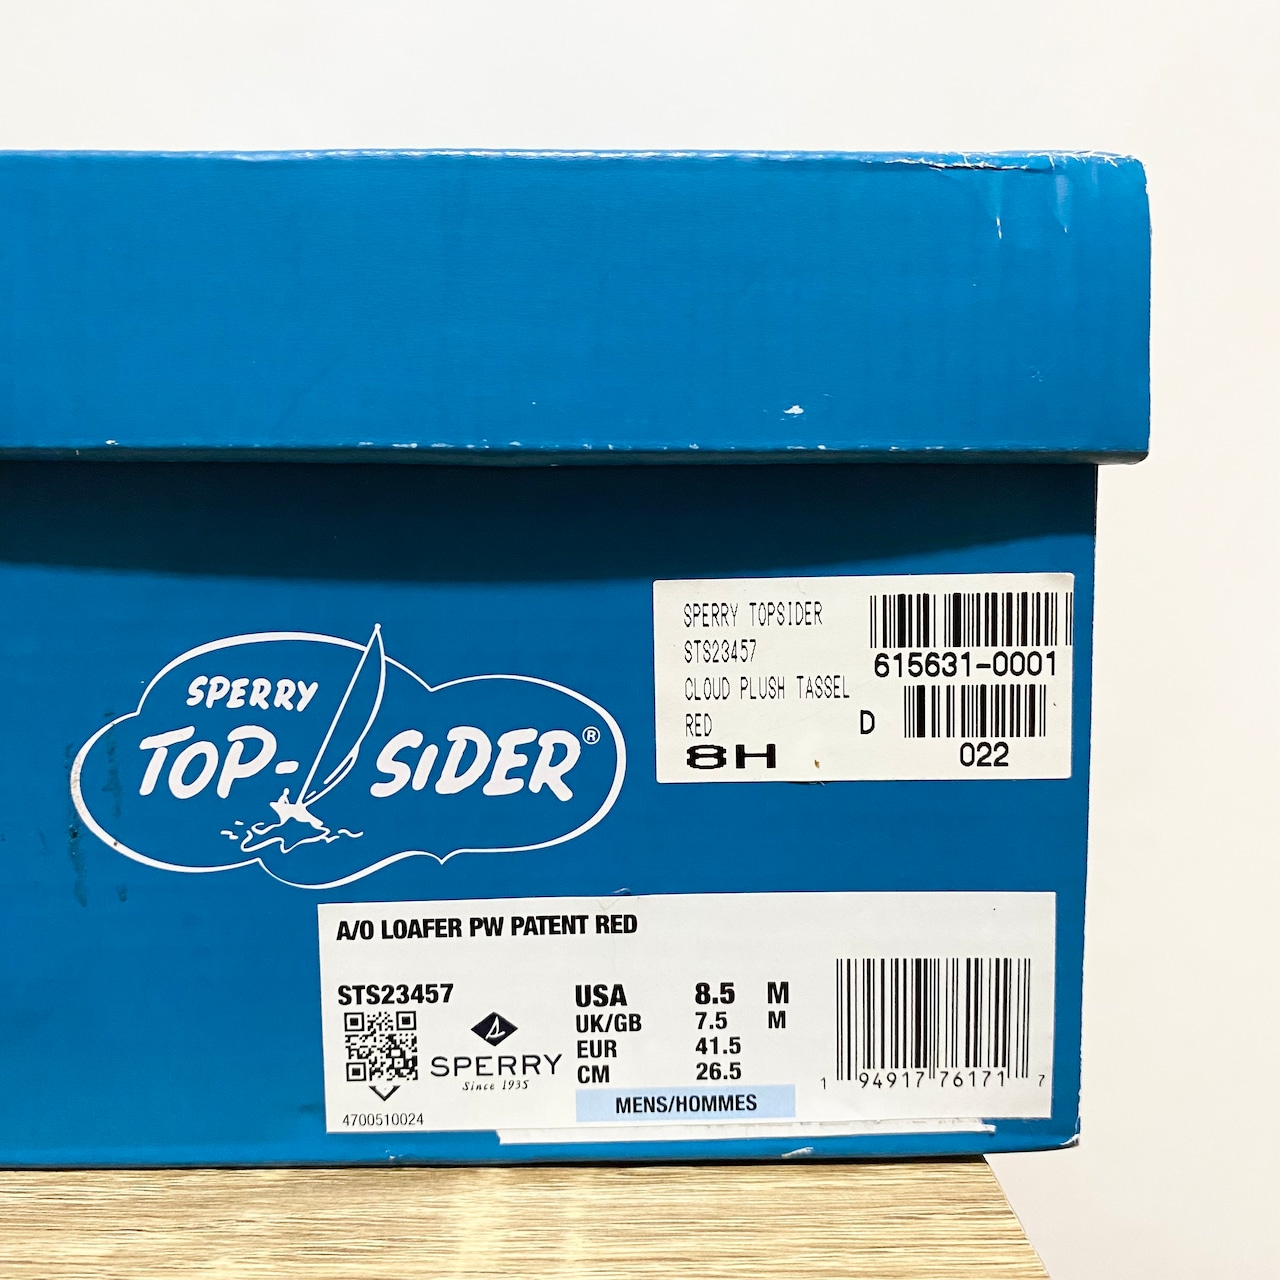 SPERRY
TOP-SiDER®
SPERRY TOPSIDER
STS23457
CLOUD PLUSH TASSEL
RED
8H
615631-0001
D
022
A/O LOAFER PW PATENT RED
STS23457
SPERRY
Since 1935
4700510024
USA 8.5 M
UK/GB 7.5 M
EUR 41.5
CM 26.5
MENS/HOMMES
1 94917 76171 7